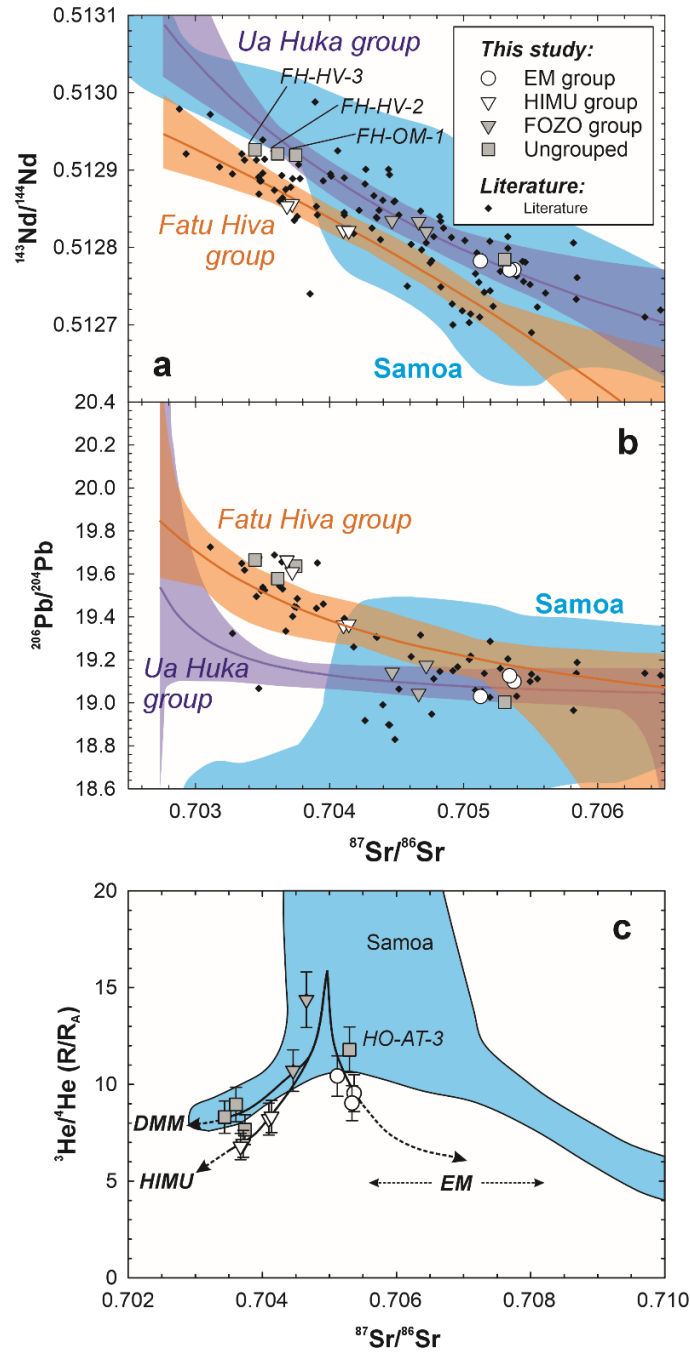 0.5131
0.5130
0.5129
0.5128
0.5127
¹⁴³Nd/¹⁴⁴Nd
Ua Huka group
FH-HV-3
FH-HV-2
FH-OM-1
Fatu Hiva
group
Samoa
a
This study:
EM group
HIMU group
FOZO group
Ungrouped
Literature:
Literature
20.4
20.2
20.0
19.8
19.6
19.4
19.2
19.0
18.8
18.6
²⁰⁶Pb/²⁰⁴Pb
b
Fatu Hiva group
Samoa
Ua Huka
group
0.703
0.704
0.705
0.706
⁸⁷Sr/⁸⁶Sr
20
15
10
5
0
³He/⁴He (R/R_A)
c
Samoa
HO-AT-3
DMM
HIMU
EM
0.702
0.704
0.706
0.708
0.710
⁸⁷Sr/⁸⁶Sr